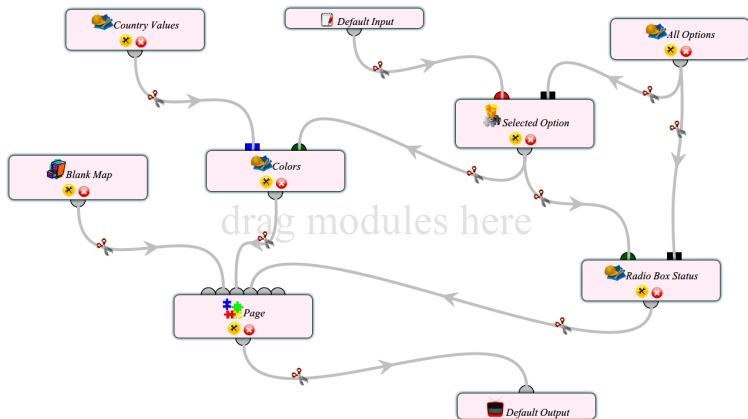 Country Values
Default Input
All Options
Selected Option
Blank Map
Colors
drag modules here
Radio Box Status
Page
Default Output